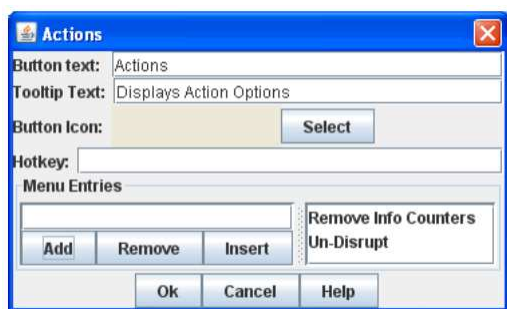 Actions
Button text: Actions
Tooltip Text: Displays Action Options
Button Icon: Select
Hotkey:
Menu Entries
Remove Info Counters
Un-Disrupt
Add Remove Insert
Ok Cancel Help